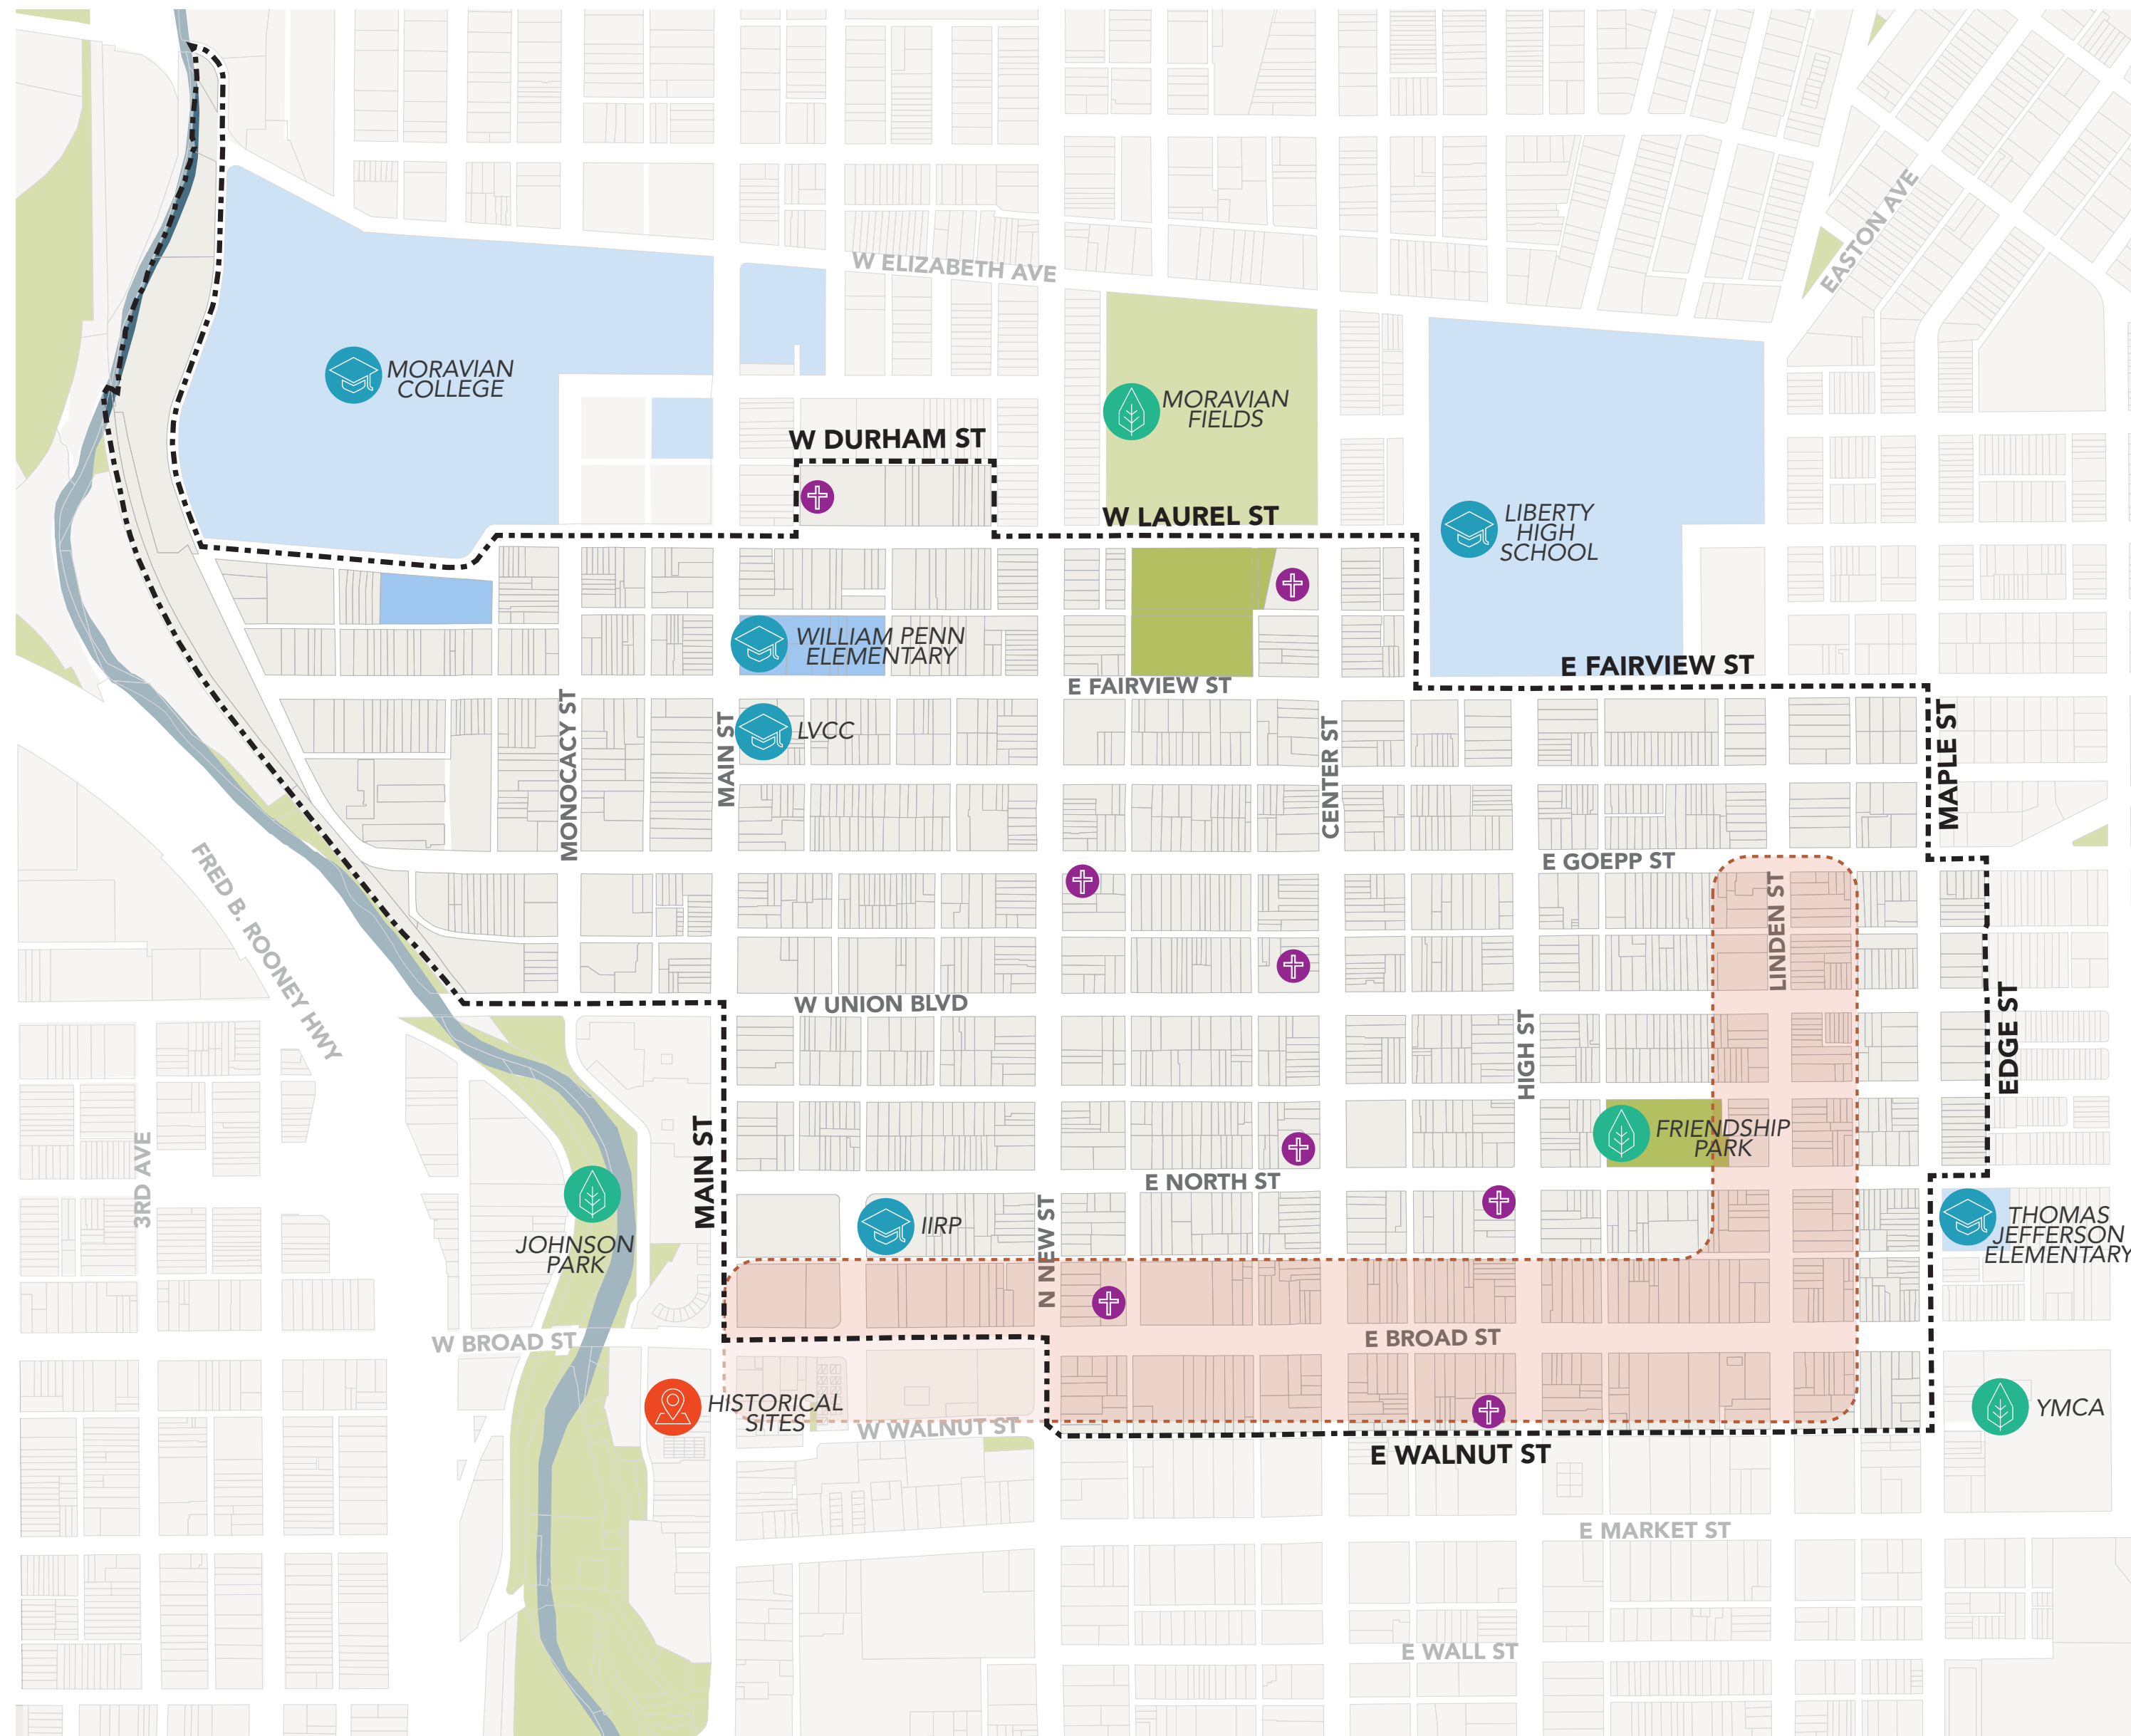 W ELIZABETH AVE
EASTON AVE
MORAVIAN
COLLEGE
MORAVIAN
FIELDS
W DURHAM ST
W LAUREL ST
LIBERTY
HIGH
SCHOOL
WILLIAM PENN
ELEMENTARY
E FAIRVIEW ST
E FAIRVIEW ST
MONOCACY ST
MAIN ST
LVCC
CENTER ST
MAPLE ST
E GOEPP ST
FRED B. ROONEY HWY
LINDEN ST
W UNION BLVD
HIGH ST
EDGE ST
3RD AVE
MAIN ST
FRIENDSHIP
PARK
E NORTH ST
N NEW ST
IIRP
JOHNSON
PARK
THOMAS
JEFFERSON
ELEMENTARY
W BROAD ST
E BROAD ST
HISTORICAL
SITES
W WALNUT ST
YMCA
E WALNUT ST
E MARKET ST
E WALL ST